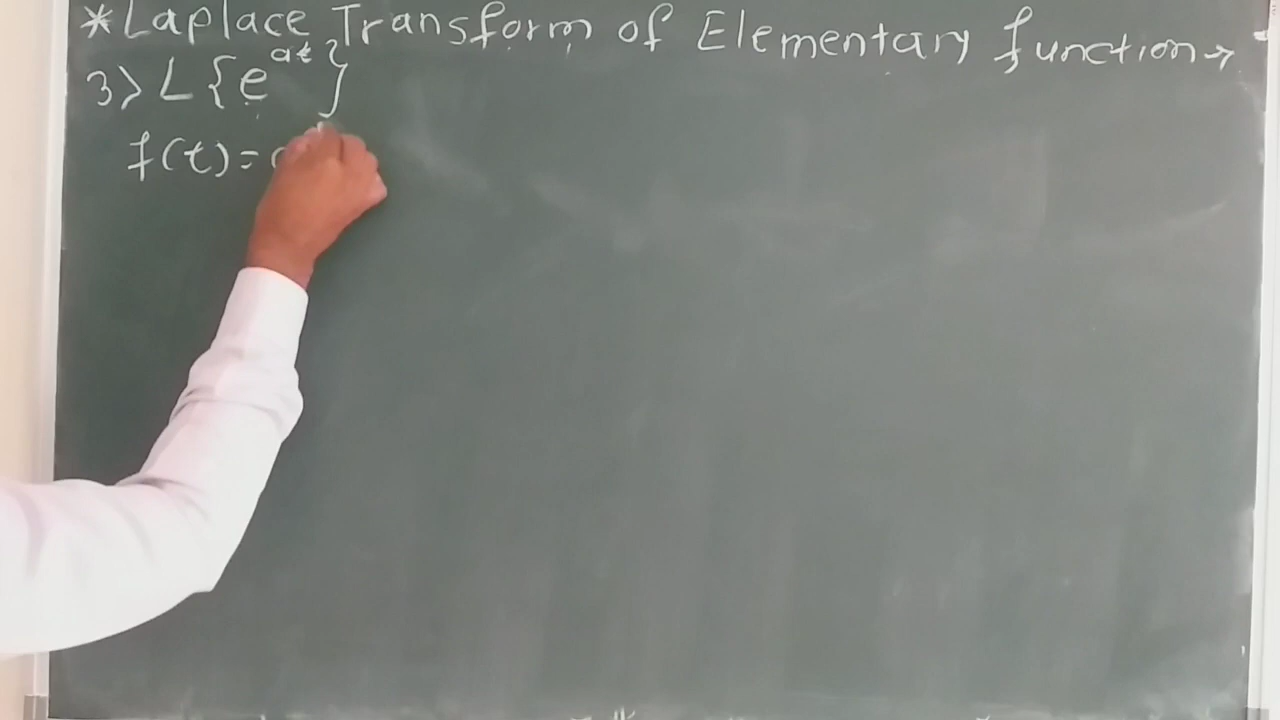 *Laplace Transform of Elementary function→
3> L{e^{at}}
f(t)=